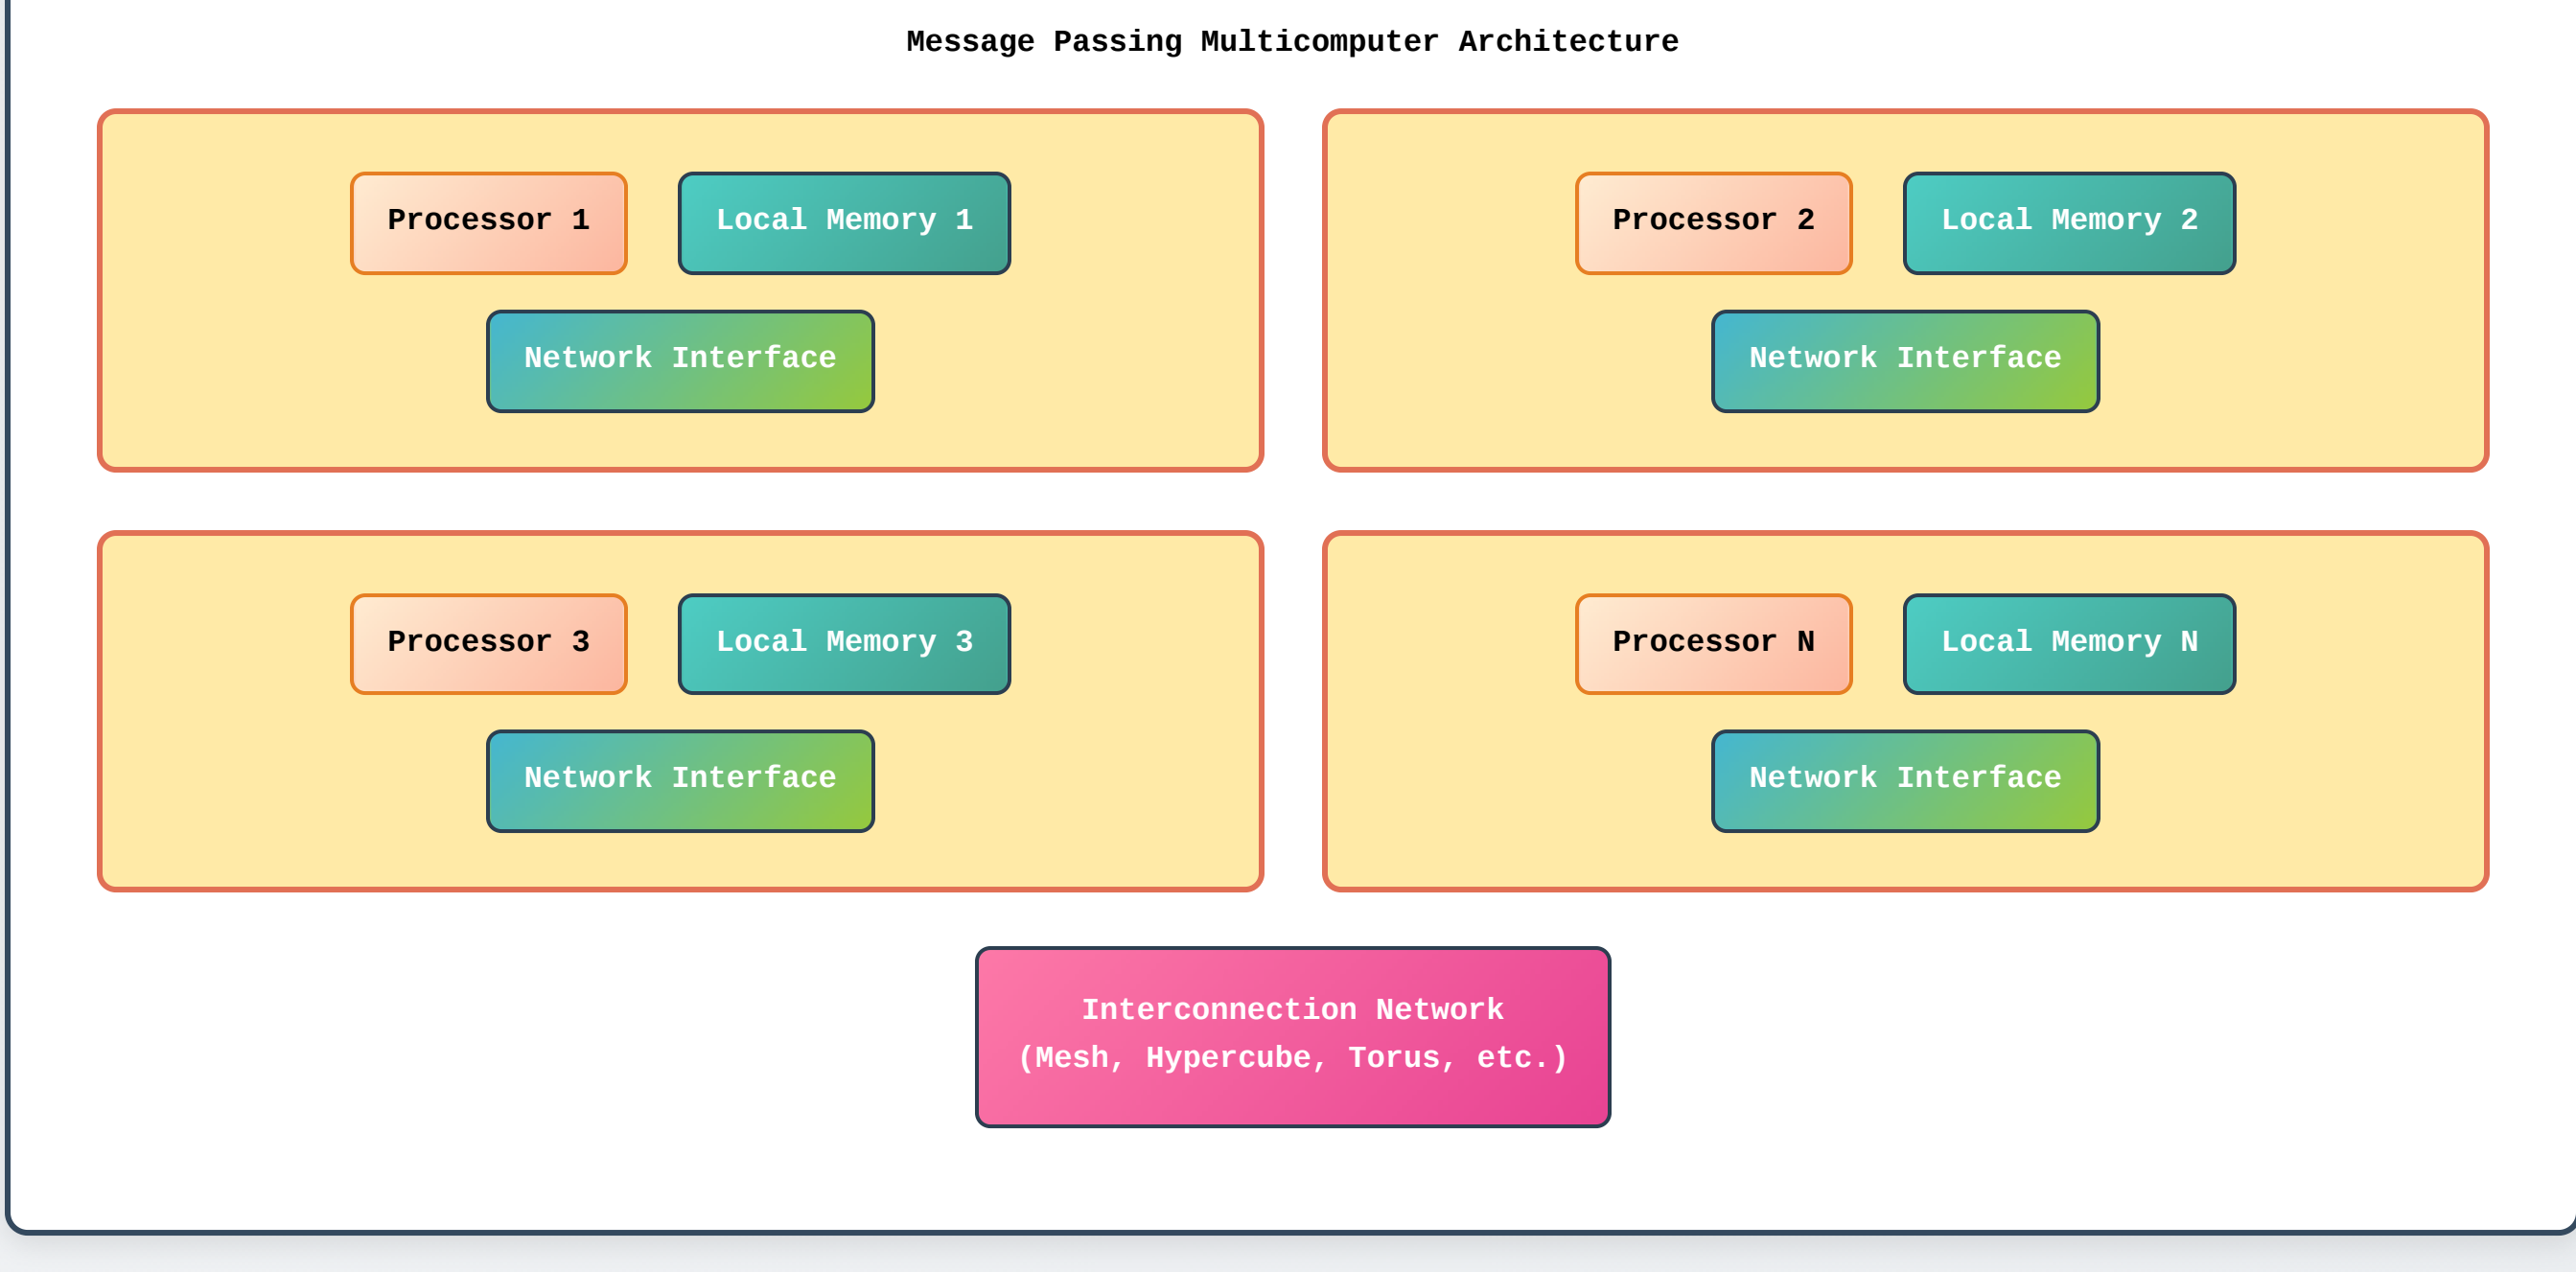 Message Passing Multicomputer Architecture
Processor 1
Local Memory 1
Network Interface
Processor 2
Local Memory 2
Network Interface
Processor 3
Local Memory 3
Network Interface
Processor N
Local Memory N
Network Interface
Interconnection Network
(Mesh, Hypercube, Torus, etc.)